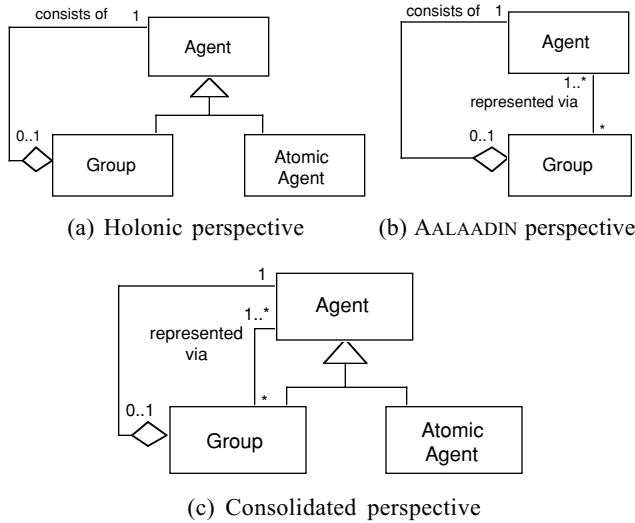 consists of 1
Agent
0..1
Group
Atomic
Agent
(a) Holonic perspective
consists of 1
Agent
1..*
represented via
0..1
*
Group
(b) AALAADIN perspective
1
Agent
1..*
represented
via
*
0..1
Group
Atomic
Agent
(c) Consolidated perspective